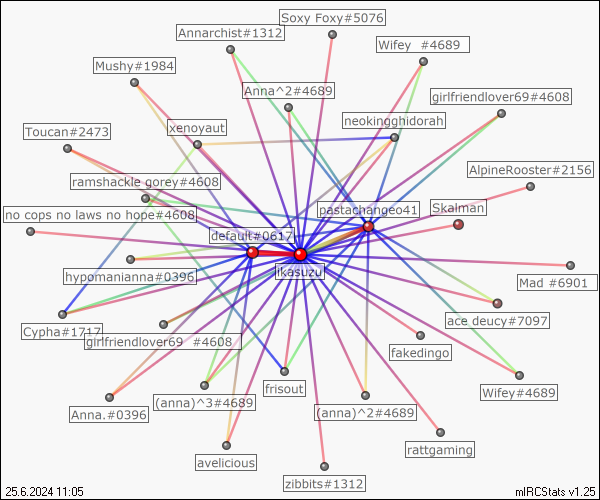 Soxy Foxy#5076
Annarchist#1312
Wifey  #4689
Mushy#1984
Anna^2#4689
girlfriendlover69#4608
neokingghidorah
xenoyaut
Toucan#2473
AlpineRooster#2156
ramshackle gorey#4608
Skalman
pastachangeo41
no cops no laws no hope#4608
default#0617
ikasuzu
hypomanianna#0396
Mad #6901
ace deucy#7097
Cypha#1717
girlfriendlover69  #4608
fakedingo
frisout
Wifey#4689
(anna)^3#4689
Anna.#0396
(anna)^2#4689
rattgaming
avelicious
zibbits#1312
25.6.2024 11:05
mIRCStats v1.25